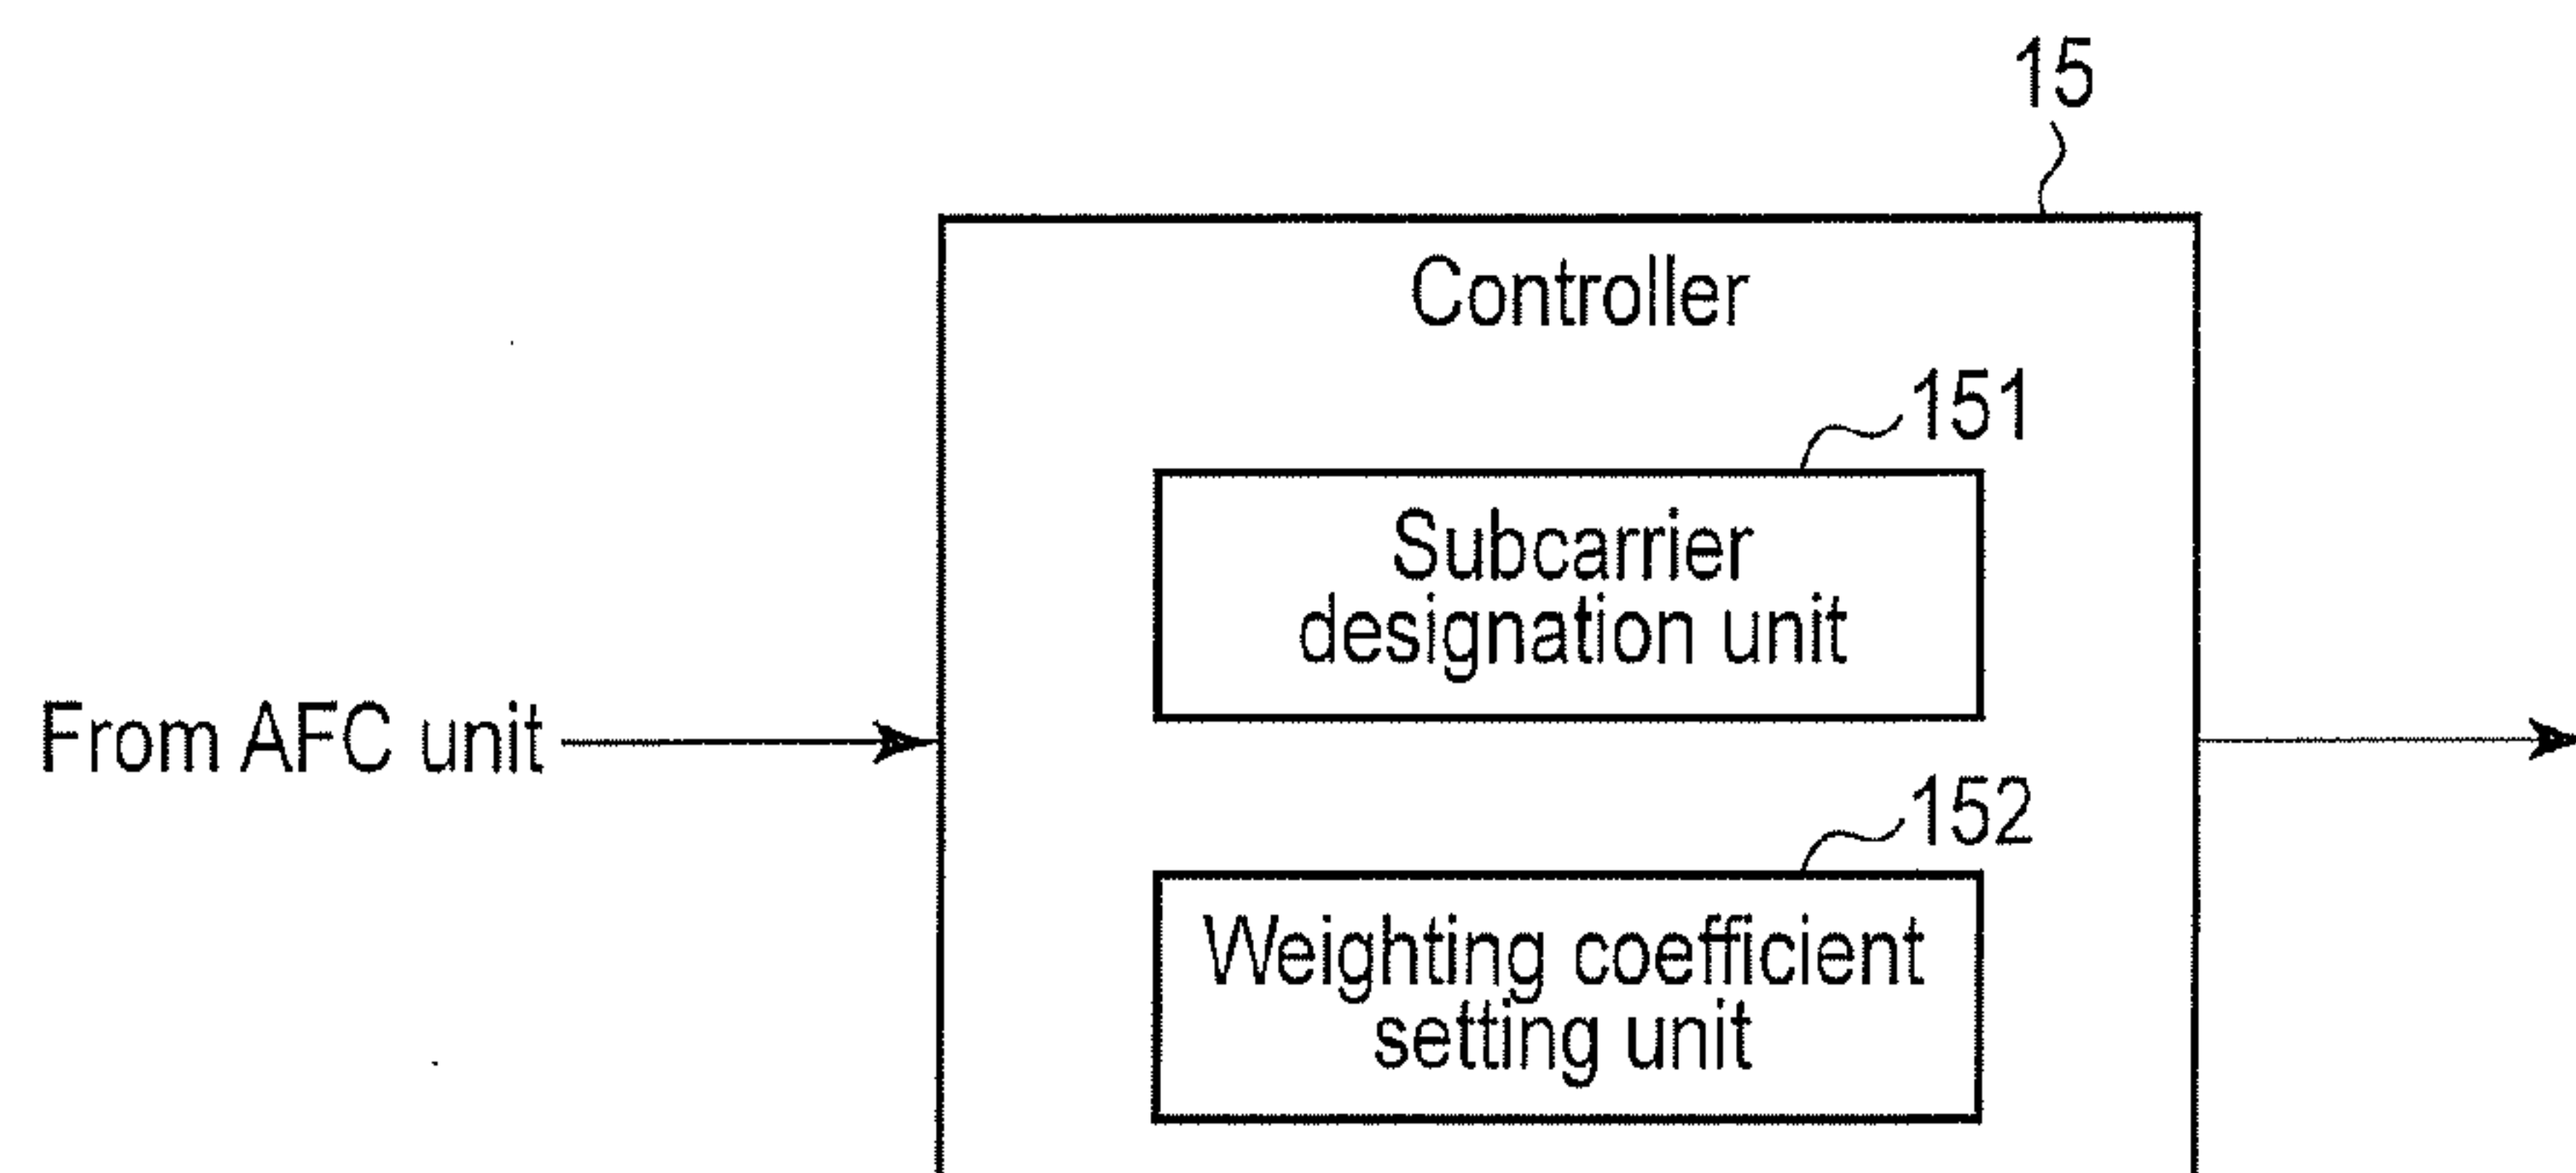 15
Controller
151
Subcarrier
designation unit
From AFC unit
152
Weighting coefficient
setting unit